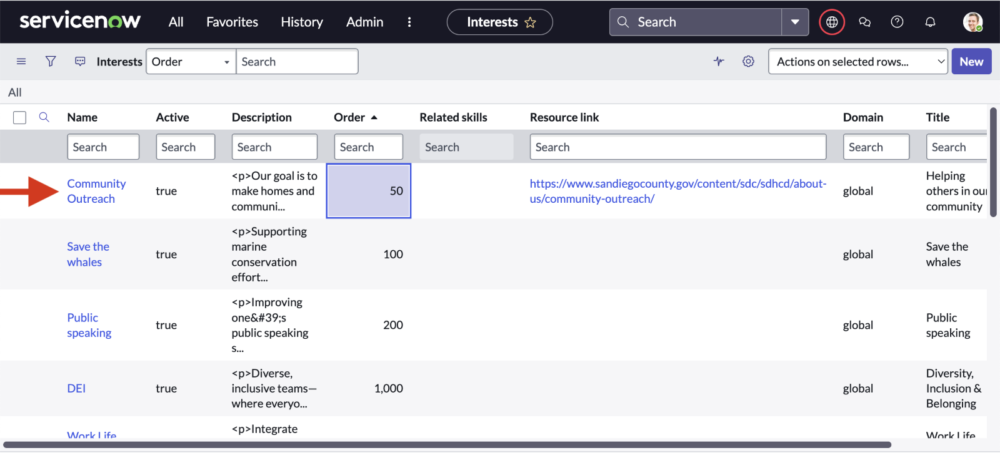 servicenow All Favorites History Admin Interests Search
Interests Order Search Actions on selected rows... New
All
Name Active Description Order Related skills Resource link Domain Title
Search Search Search Search Search Search Search Search
Community
Outreach
true
<p>Our goal is to
make homes and
communi...
50
https://www.sandiegocounty.gov/content/sdc/sdhcd/about-
us/community-outreach/
global
Helping
others in our
community
Save the
whales
true
<p>Supporting
marine
conservation
effort...
100
global
Save the
whales
Public
speaking
true
<p>Improving
one&#39;s
public speaking
s...
200
global
Public
speaking
DEI
true
<p>Diverse,
inclusive teams—
where everyo...
1,000
global
Diversity,
Inclusion &
Belonging
Work Life
<p>Integrate
Work Life